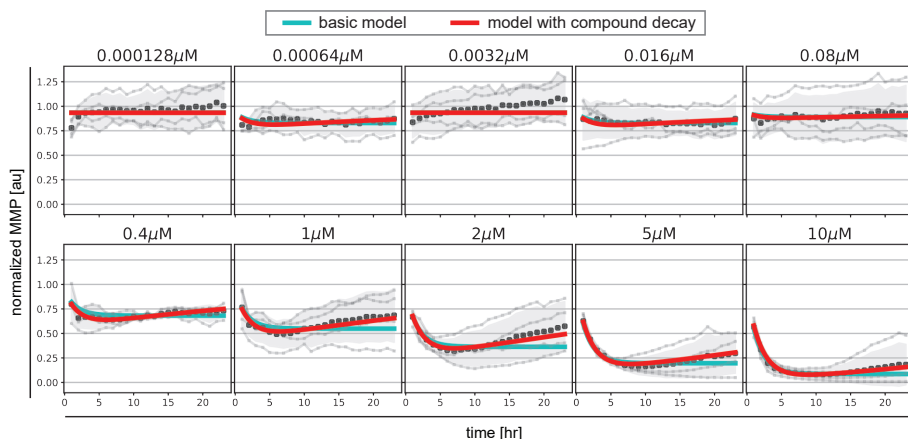 basic model model with compound decay
0.000128μM 0.00064μM 0.0032μM 0.016μM 0.08μM
1.25
1.00
0.75
0.50
0.25
0.00
0.4μM 1μM 2μM 5μM 10μM
1.25
1.00
0.75
0.50
0.25
0.00
0 5 10 15 20 0 5 10 15 20 0 5 10 15 20 0 5 10 15 20 0 5 10 15 20
normalized MMP [au]
time [hr]